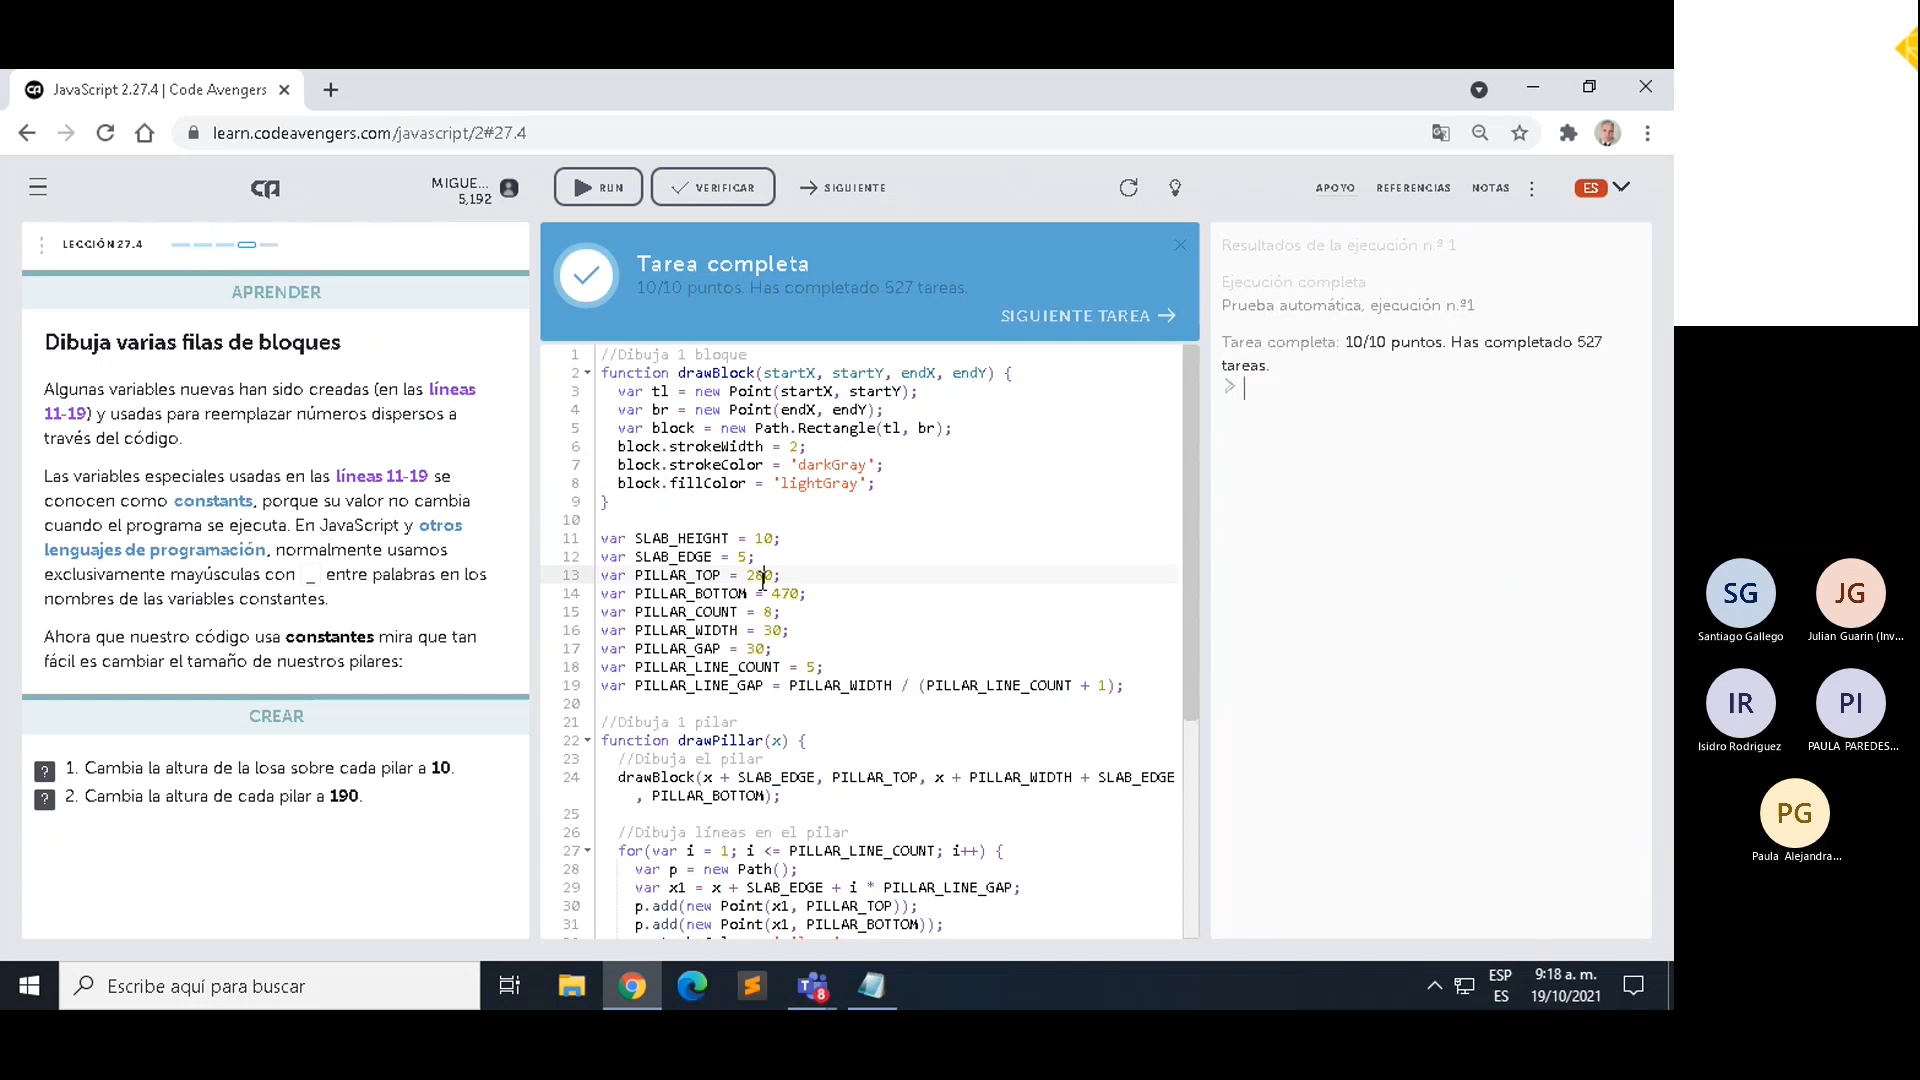 JavaScript 2.27.4 | Code Avengers
learn.codeavengers.com/javascript/2#27.4
MIGUE...
5,192
RUN
VERIFICAR
SIGUIENTE
APOYO
REFERENCIAS
NOTAS
ES
LECCIÓN 27.4
APRENDER
Dibuja varias filas de bloques
Algunas variables nuevas han sido creadas (en las líneas
11-19) y usadas para reemplazar números dispersos a
través del código.
Las variables especiales usadas en las líneas 11-19 se
conocen como constants, porque su valor no cambia
cuando el programa se ejecuta. En JavaScript y otros
lenguajes de programación, normalmente usamos
exclusivamente mayúsculas con _ entre palabras en los
nombres de las variables constantes.
Ahora que nuestro código usa constantes mira que tan
fácil es cambiar el tamaño de nuestros pilares:
CREAR
? 1. Cambia la altura de la losa sobre cada pilar a 10.
? 2. Cambia la altura de cada pilar a 190.
Tarea completa
10/10 puntos. Has completado 527 tareas.
SIGUIENTE TAREA
1 //Dibuja 1 bloque
2 function drawBlock(startX, startY, endX, endY) {
3 var tl = new Point(startX, startY);
4 var br = new Point(endX, endY);
5 var block = new Path.Rectangle(tl, br);
6 block.strokeWidth = 2;
7 block.strokeColor = 'darkGray';
8 block.fillColor = 'lightGray';
9 }
10
11 var SLAB_HEIGHT = 10;
12 var SLAB_EDGE = 5;
13 var PILLAR_TOP = 280;
14 var PILLAR_BOTTOM = 470;
15 var PILLAR_COUNT = 8;
16 var PILLAR_WIDTH = 30;
17 var PILLAR_GAP = 30;
18 var PILLAR_LINE_COUNT = 5;
19 var PILLAR_LINE_GAP = PILLAR_WIDTH / (PILLAR_LINE_COUNT + 1);
20
21 //Dibuja 1 pilar
22 function drawPillar(x) {
23 //Dibuja el pilar
24 drawBlock(x + SLAB_EDGE, PILLAR_TOP, x + PILLAR_WIDTH + SLAB_EDGE
, PILLAR_BOTTOM);
25
26 //Dibuja líneas en el pilar
27 for(var i = 1; i <= PILLAR_LINE_COUNT; i++) {
28 var p = new Path();
29 var x1 = x + SLAB_EDGE + i * PILLAR_LINE_GAP;
30 p.add(new Point(x1, PILLAR_TOP));
31 p.add(new Point(x1, PILLAR_BOTTOM));
Resultados de la ejecución n.º 1
Ejecución completa
Prueba automática, ejecución n.º1
Tarea completa: 10/10 puntos. Has completado 527
tareas.
>
SG
Santiago Gallego
JG
Julian Guarin (Inv...
IR
Isidro Rodriguez
PI
PAULA PAREDES...
PG
Paula Alejandra...
Escribe aquí para buscar
8
ESP
ES
9:18 a. m.
19/10/2021